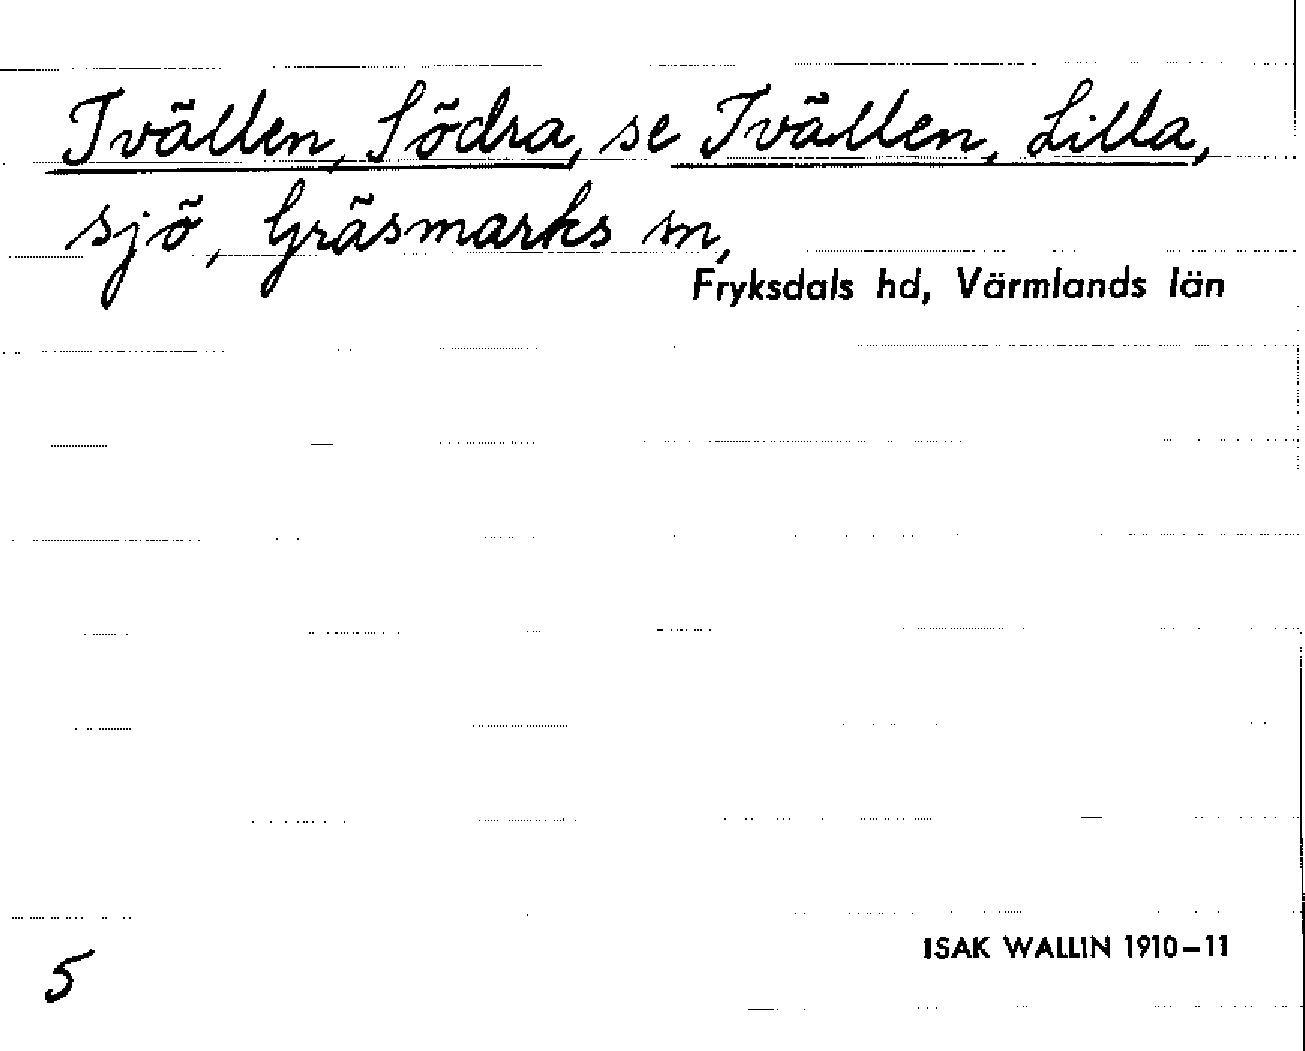 Tvällen, Södra, se Tvällen, Lilla,
sjö, Gräsmarks sn,
Fryksdals hd, Värmlands län
ISAK WALLIN 1910–11
5